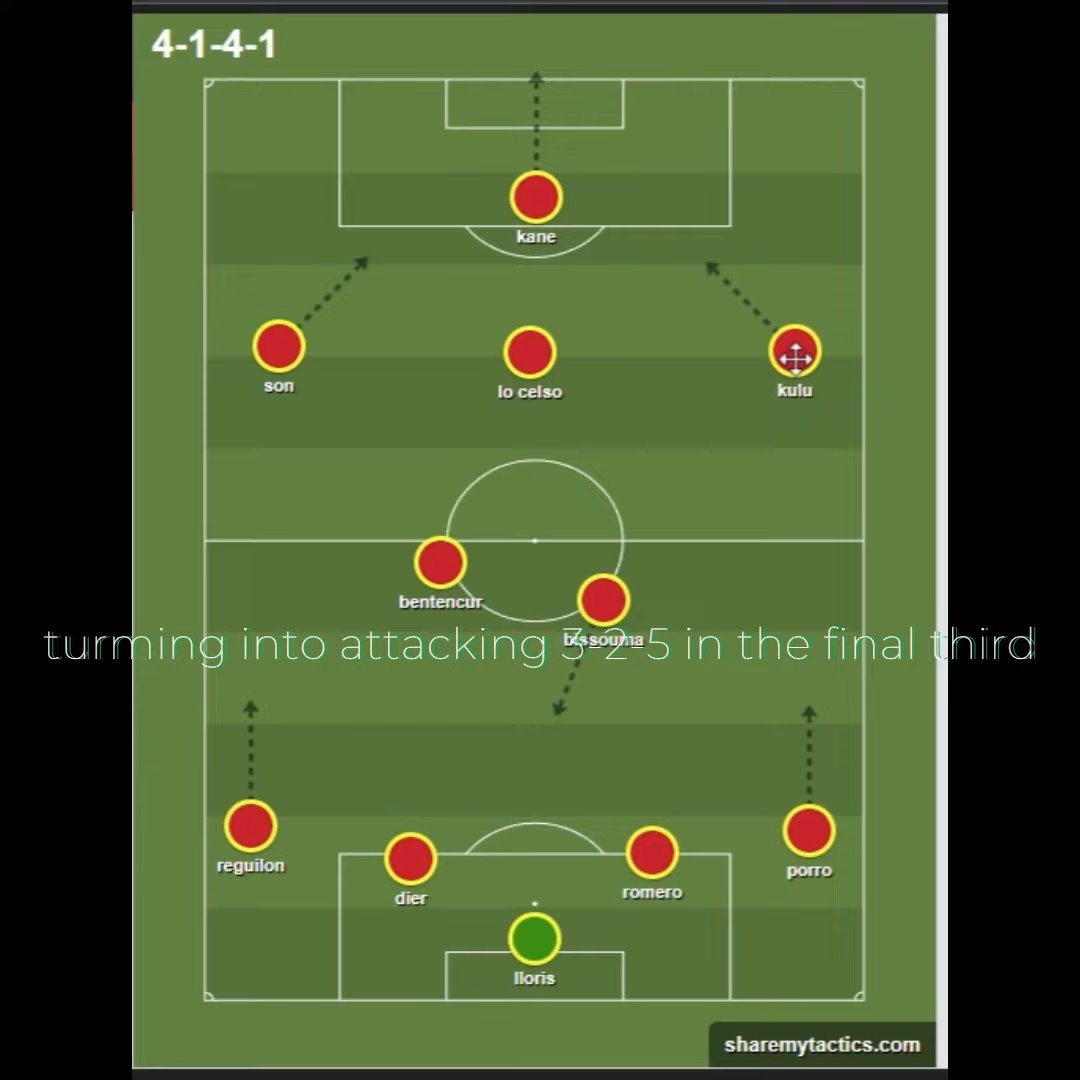 4-1-4-1
kane
son
lo celso
kulu
bentencur
bissouma
turming into attacking 3-2-5 in the final third
reguilon
dier
romero
porro
lloris
sharemytactics.com